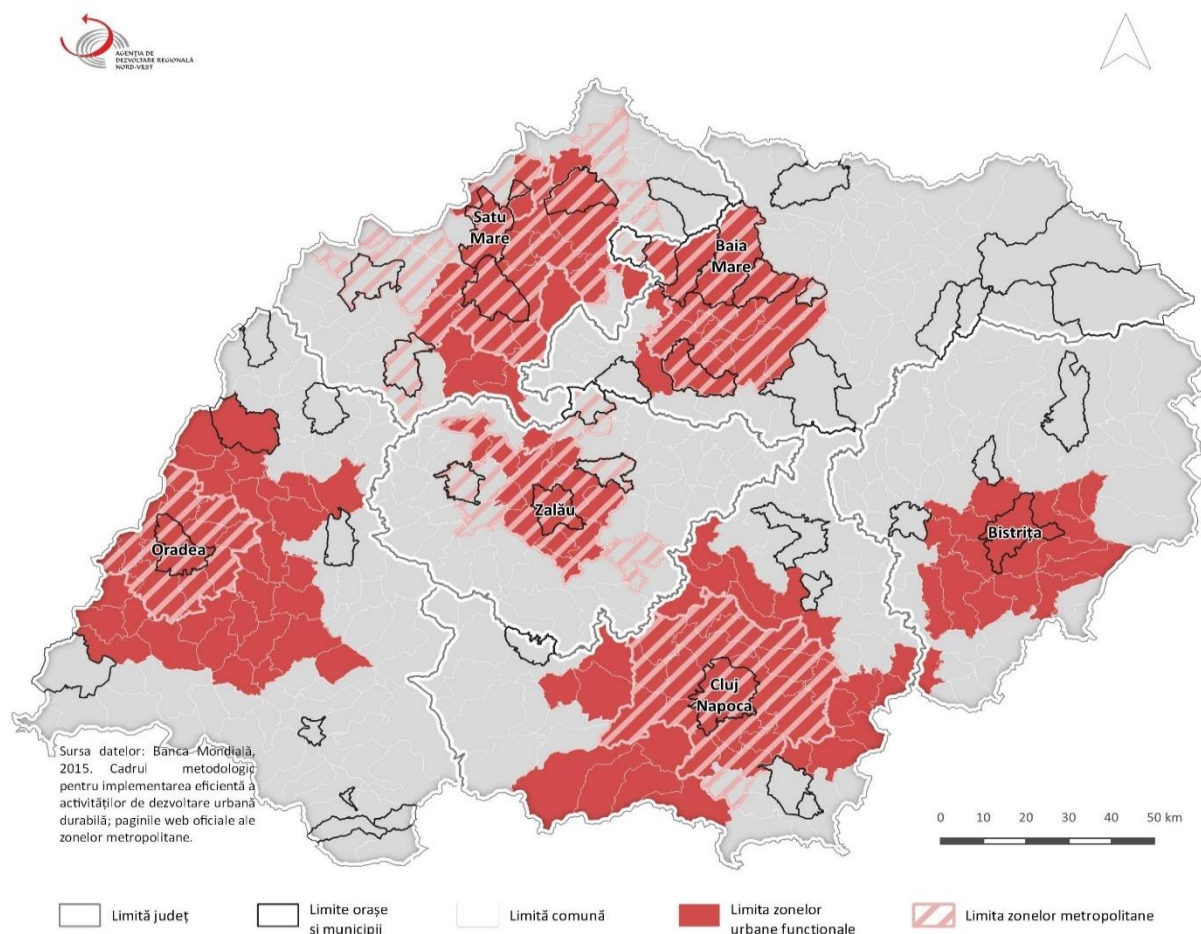 AGENȚIA DE
DEZVOLTARE REGIONALĂ
NORD-VEST
Satu
Mare
Baia
Mare
Zalău
Oradea
Bistrița
Cluj
Napoca
Sursa datelor: Banca Mondială,
2015. Cadrul metodologic
pentru implementarea eficientă a
activităților de dezvoltare urbană
durabilă; paginile web oficiale ale
zonelor metropolitane.
0 10 20 30 40 50 km
Limită județ
Limite orașe
și municipii
Limită comună
Limita zonelor
urbane funcționale
Limita zonelor metropolitane